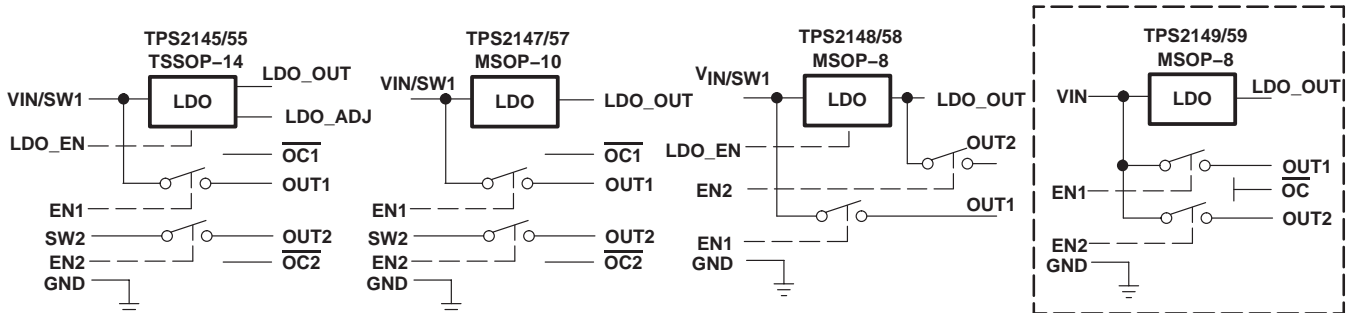 TPS2145/55
TSSOP–14
VIN/SW1
LDO
LDO_OUT
LDO_ADJ
LDO_EN
OC1
OUT1
EN1
SW2
OUT2
EN2
OC2
GND
TPS2147/57
MSOP–10
VIN/SW1
LDO
LDO_OUT
OC1
OUT1
EN1
SW2
OUT2
EN2
OC2
GND
TPS2148/58
MSOP–8
VIN/SW1
LDO
LDO_OUT
LDO_EN
OUT2
EN2
OUT1
EN1
GND
TPS2149/59
MSOP–8
VIN
LDO
LDO_OUT
OUT1
EN1
OC
OUT2
EN2
GND